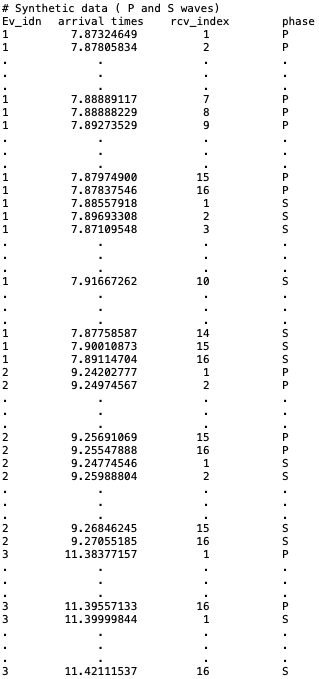 # Synthetic data ( P and S waves)
Ev_idn arrival times rcv_index phase
1 7.87324649 1 P
1 7.87805834 2 P
. . . .
. . . .
. . . .
1 7.88889117 7 P
1 7.88888229 8 P
1 7.89273529 9 P
. . . .
. . . .
. . . .
1 7.87974900 15 P
1 7.87837546 16 P
1 7.88557918 1 S
1 7.89693308 2 S
1 7.87109548 3 S
. . . .
. . . .
. . . .
1 7.91667262 10 S
. . . .
. . . .
. . . .
1 7.87758587 14 S
1 7.90010873 15 S
1 7.89114704 16 S
2 9.24202777 1 P
2 9.24974567 2 P
. . . .
. . . .
. . . .
2 9.25691069 15 P
2 9.25547888 16 P
2 9.24774546 1 S
2 9.25988804 2 S
. . . .
. . . .
. . . .
2 9.26846245 15 S
2 9.27055185 16 S
3 11.38377157 1 P
. . . .
. . . .
. . . .
3 11.39557133 16 P
3 11.39999844 1 S
. . . .
. . . .
. . . .
3 11.42111537 16 S